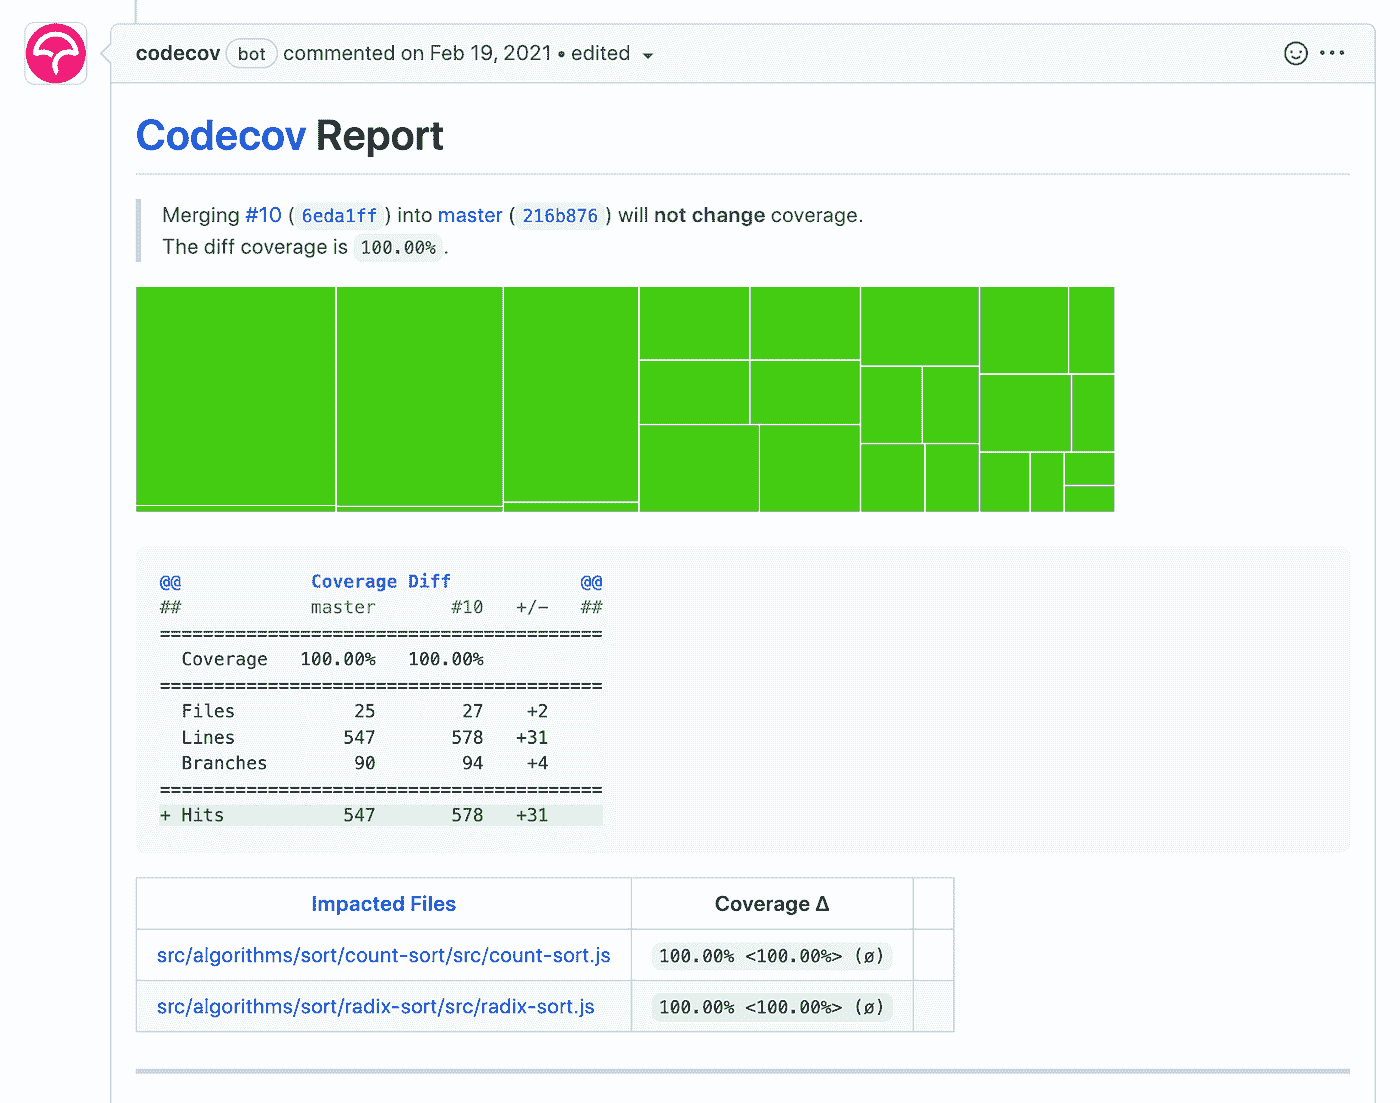 codecov bot commented on Feb 19, 2021 • edited
Codecov Report
Merging #10 (6eda1ff) into master (216b876) will not change coverage.
The diff coverage is 100.00%.
@@ Coverage Diff @@
## master #10 +/- ##
=========================================
Coverage 100.00% 100.00%
=========================================
Files 25 27 +2
Lines 547 578 +31
Branches 90 94 +4
=========================================
+ Hits 547 578 +31
Impacted Files Coverage Δ
src/algorithms/sort/count-sort/src/count-sort.js 100.00% <100.00%> (ø)
src/algorithms/sort/radix-sort/src/radix-sort.js 100.00% <100.00%> (ø)